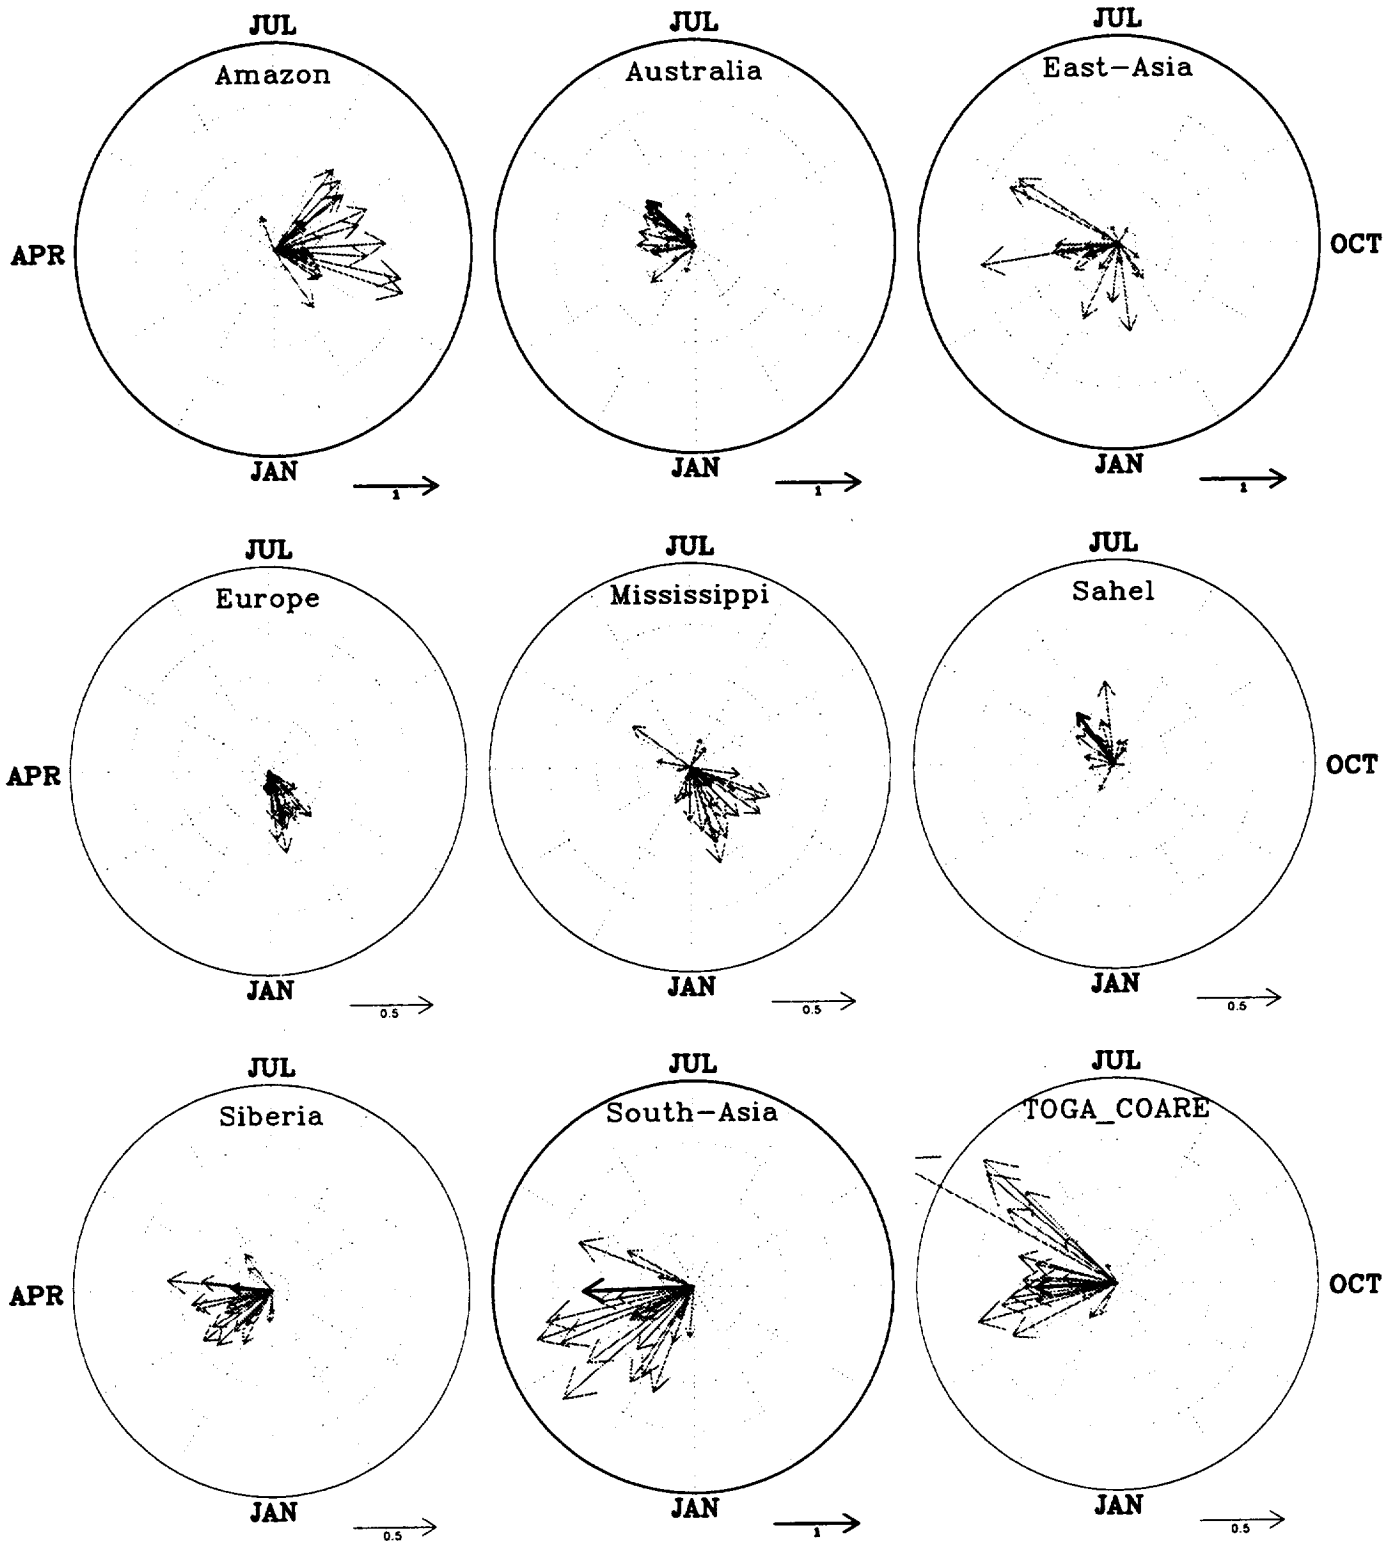 JUL JUL JUL
Amazon Australia East-Asia
APR OCT
JAN JAN JAN
1 1 1
JUL JUL JUL
Europe Mississippi Sahel
APR OCT
JAN JAN JAN
0.5 0.5 0.5
JUL JUL JUL
Siberia South-Asia TOGA_COARE
APR OCT
JAN JAN JAN
0.5 1 0.5